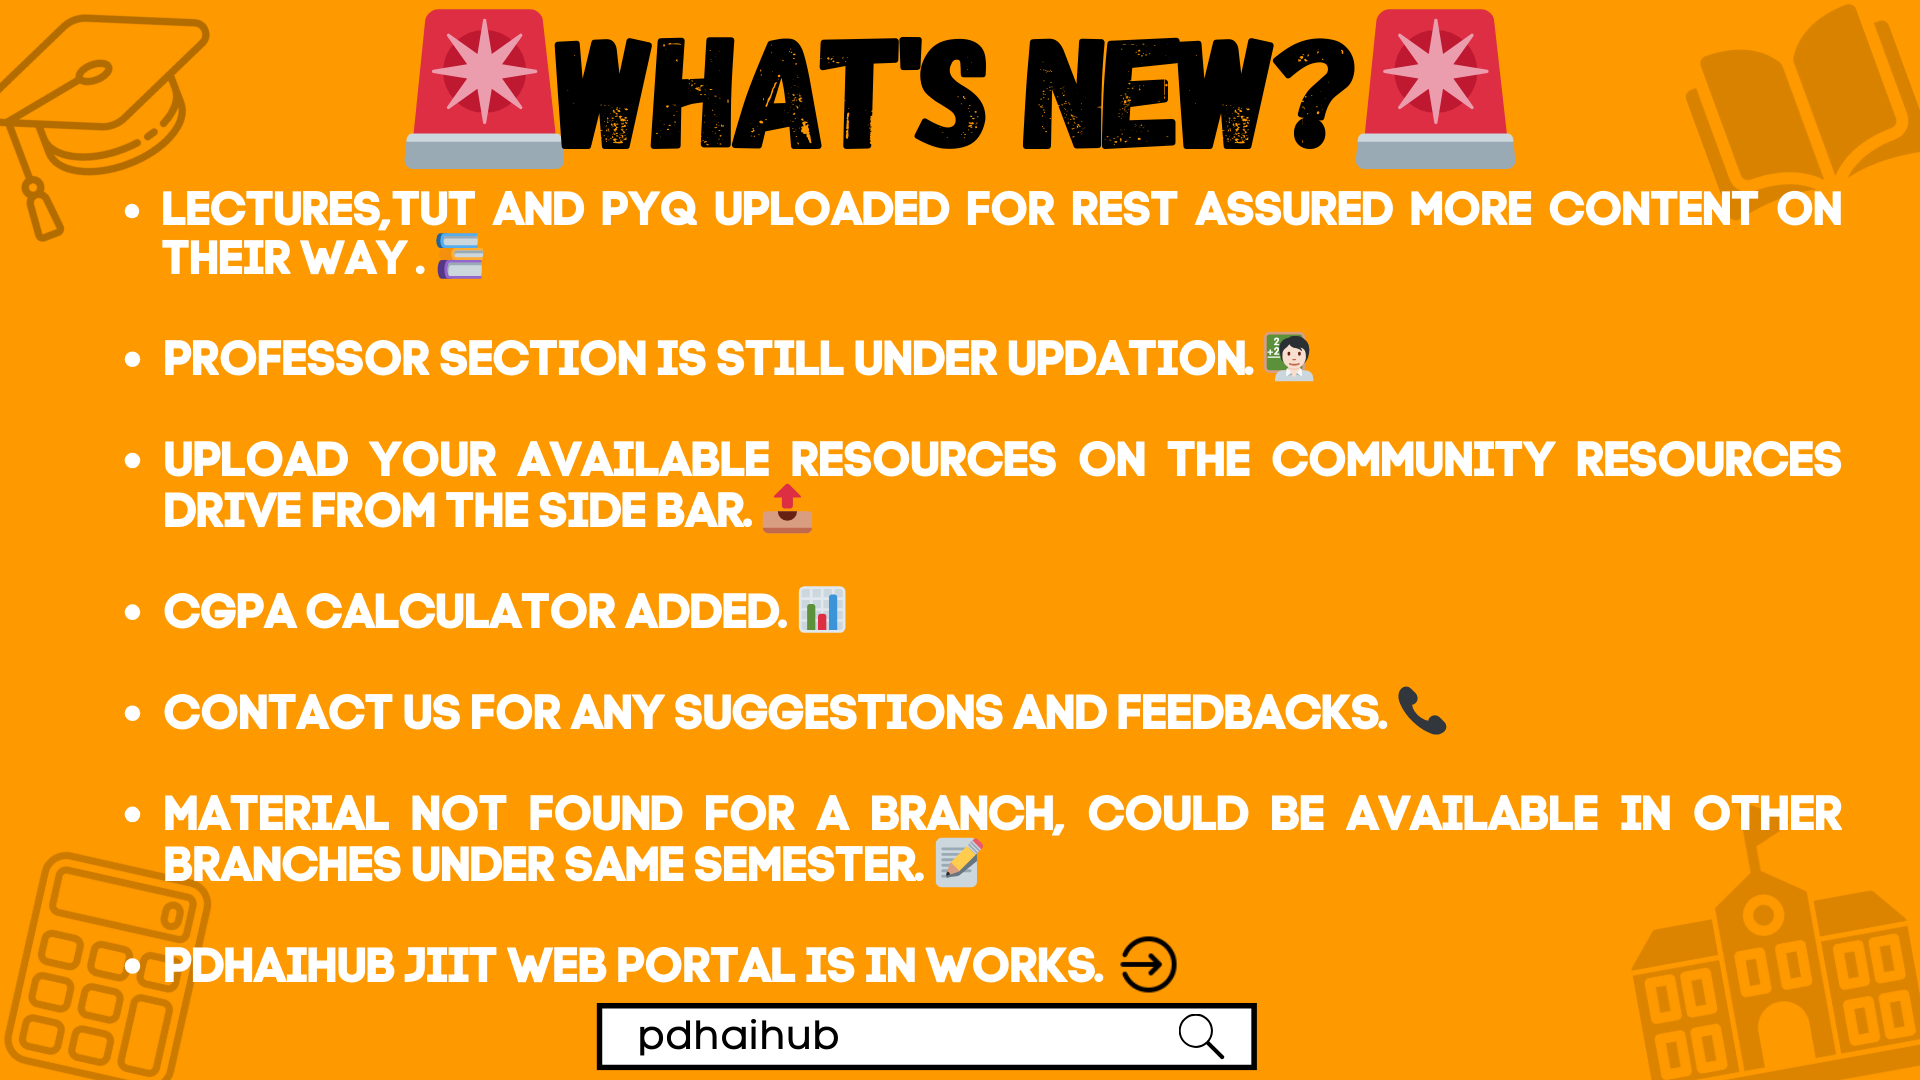 WHAT'S NEW?
• LECTURES,TUT AND PYQ UPLOADED FOR REST ASSURED MORE CONTENT ON
THEIR WAY .
• PROFESSOR SECTION IS STILL UNDER UPDATION.
2
+2
• UPLOAD YOUR AVAILABLE RESOURCES ON THE COMMUNITY RESOURCES
DRIVE FROM THE SIDE BAR.
• CGPA CALCULATOR ADDED.
• CONTACT US FOR ANY SUGGESTIONS AND FEEDBACKS.
• MATERIAL NOT FOUND FOR A BRANCH, COULD BE AVAILABLE IN OTHER
BRANCHES UNDER SAME SEMESTER.
0
• PDHAIHUB JIIT WEB PORTAL IS IN WORKS.
pdhaihub